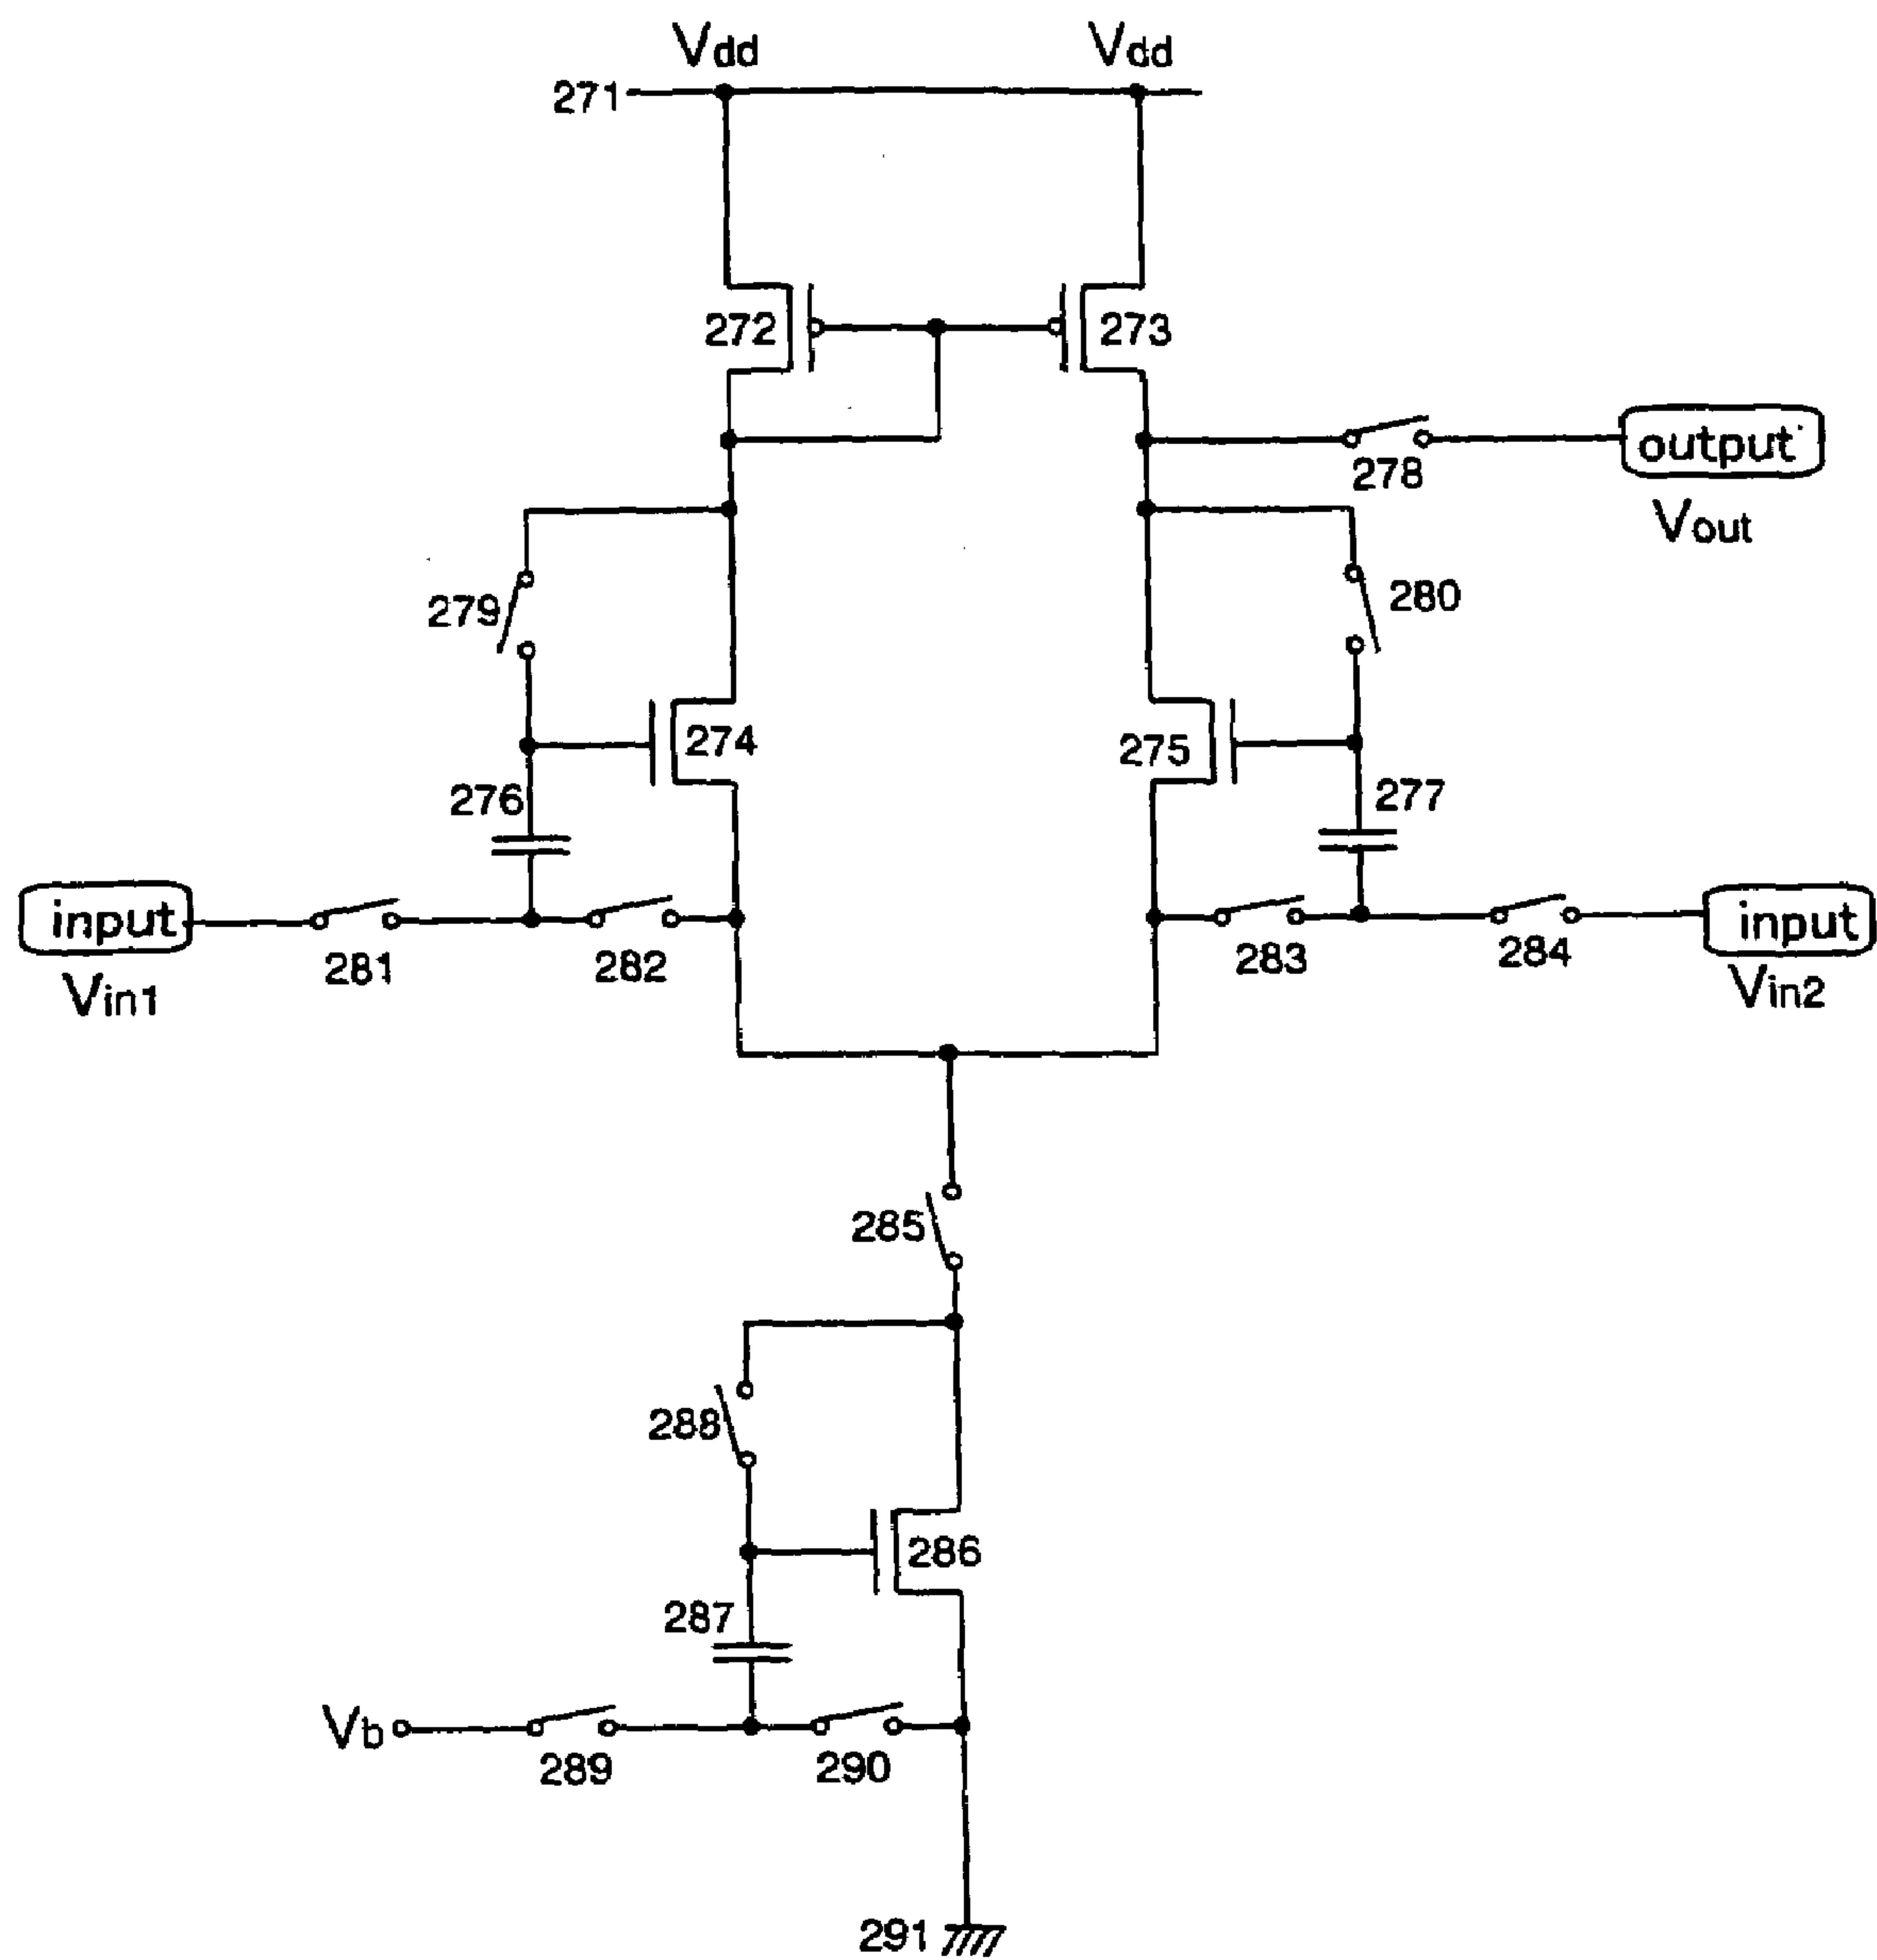 Vdd Vdd
271
272 273
output
278
Vout
279 280
274 275
276 277
input input
281 282 283 284
Vin1 Vin2
285
288
286
287
Vb
289 290
291